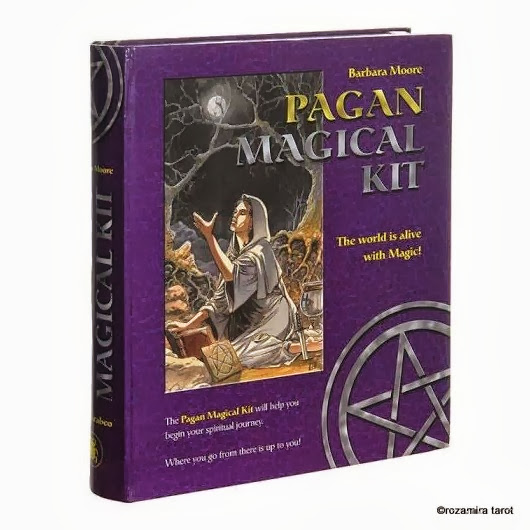 Barbara Moore
PAGAN
MAGICAL
KIT
The world is alive
with Magic!
The Pagan Magical Kit will help you
begin your spiritual journey.
Where you go from there is up to you!
Moore
MAGICAL KIT
©rozamira tarot